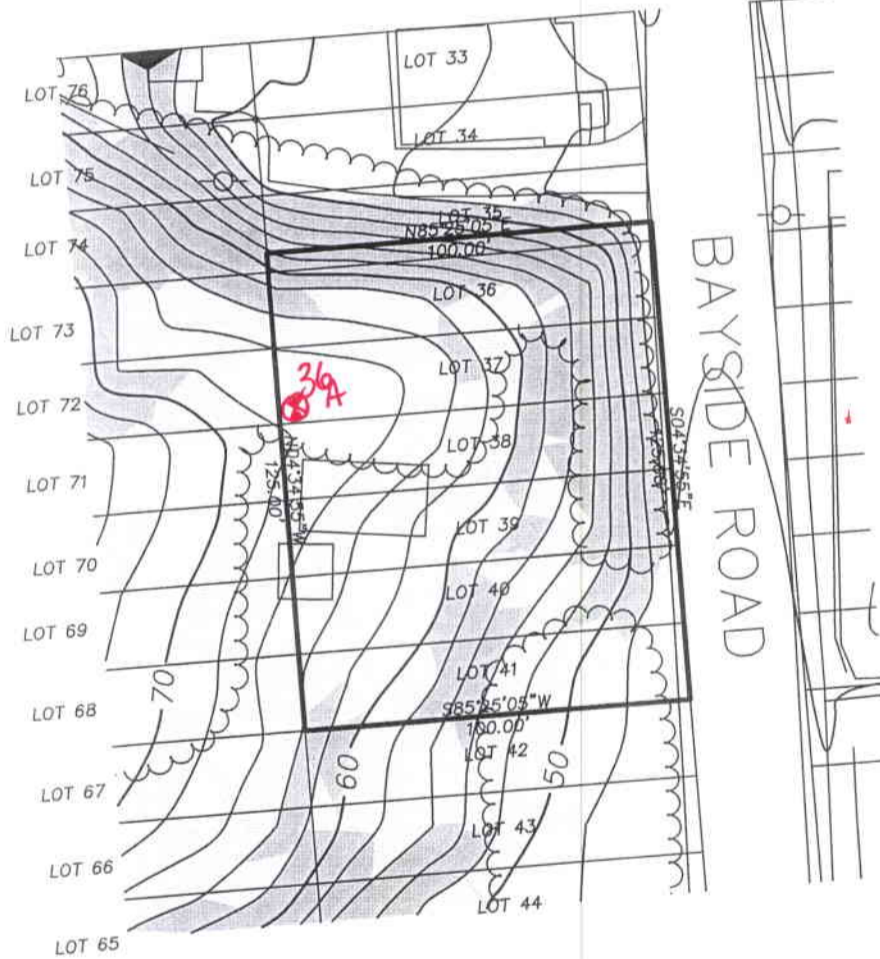 LOT 33
LOT 76
LOT 34
LOT 75
LOT 35
N85°25'05"E
100.00'
LOT 74
LOT 36
LOT 73
LOT 37
36
A
LOT 72
LOT 38
N04°34'55"W
125.00'
S04°34'55"E
BAYSIDE ROAD
LOT 71
LOT 39
LOT 70
LOT 40
LOT 69
LOT 41
70
LOT 68
S85°25'05"W
100.00'
LOT 42
60
50
LOT 67
LOT 43
LOT 66
LOT 44
LOT 65